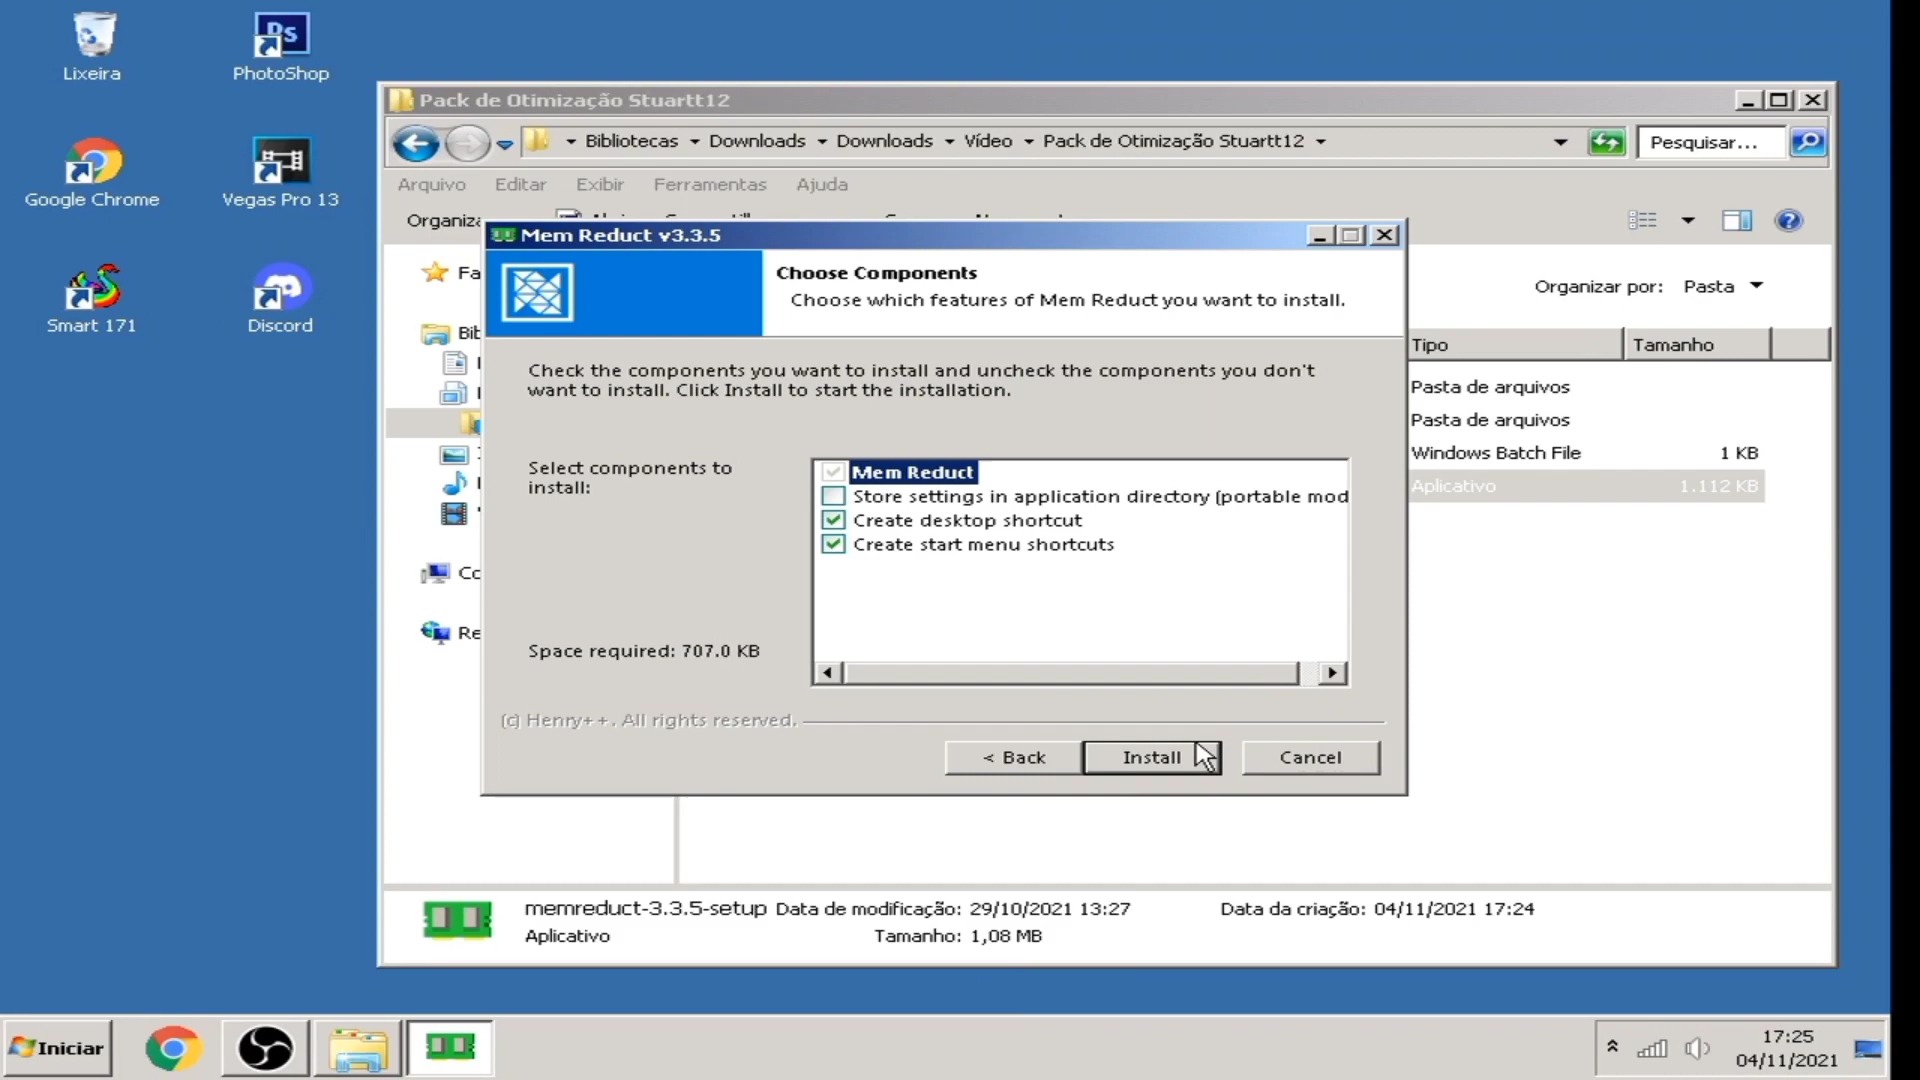 Lixeira
PhotoShop
Google Chrome
Vegas Pro 13
Smart 171
Discord
Pack de Otimização Stuartt12
Bibliotecas Downloads Downloads Vídeo Pack de Otimização Stuartt12
Pesquisar...
Arquivo Editar Exibir Ferramentas Ajuda
Organiza
Organizar por: Pasta
Tipo Tamanho
Pasta de arquivos
Pasta de arquivos
Windows Batch File 1 KB
Aplicativo 1.112 KB
Fa
Bib
Co
Re
Mem Reduct v3.3.5
Choose Components
Choose which features of Mem Reduct you want to install.
Check the components you want to install and uncheck the components you don't
want to install. Click Install to start the installation.
Select components to
install:
Mem Reduct
Store settings in application directory (portable mod
Create desktop shortcut
Create start menu shortcuts
Space required: 707.0 KB
(c) Henry++. All rights reserved.
< Back
Install
Cancel
memreduct-3.3.5-setup Data de modificação: 29/10/2021 13:27 Data da criação: 04/11/2021 17:24
Aplicativo Tamanho: 1,08 MB
Iniciar
17:25
04/11/2021